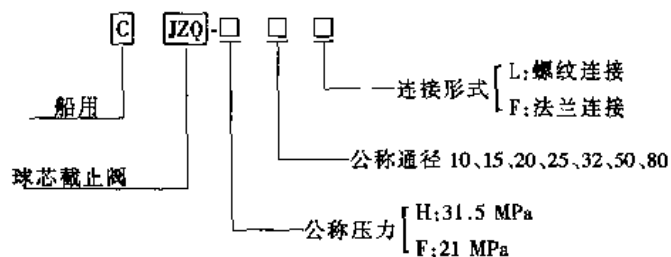 C JZQ-□ □ □
L:螺纹连接
连接形式
F:法兰连接
船用
公称通径 10、15、20、25、32、50、80
球芯截止阀
H:31.5 MPa
公称压力
F:21 MPa